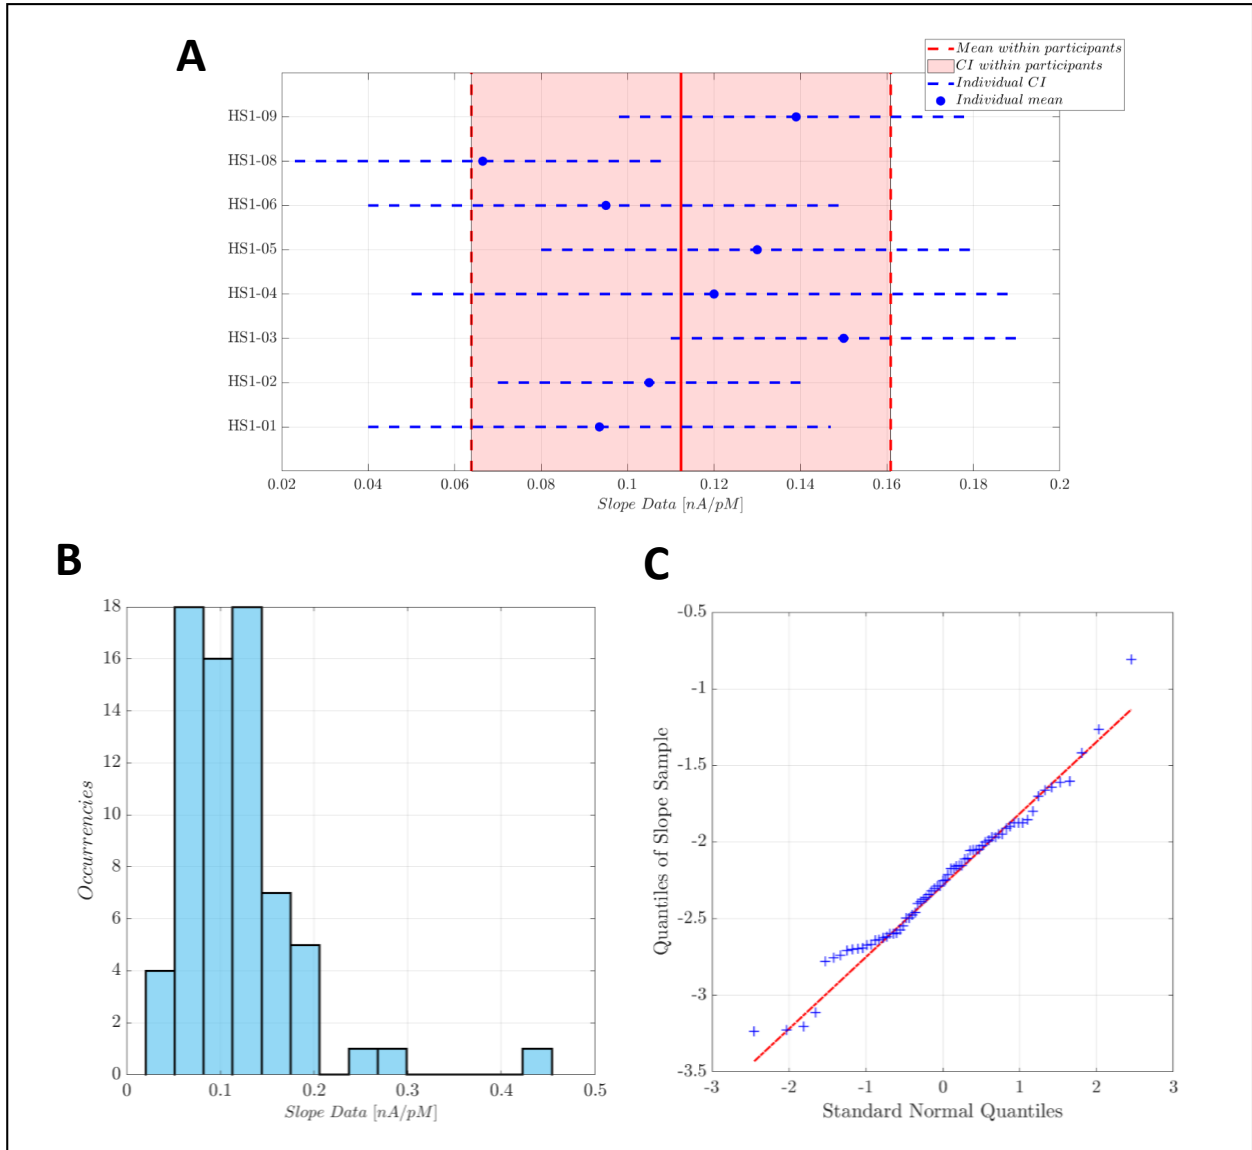 A
Mean within participants
CI within participants
Individual CI
Individual mean
HS1-09
HS1-08
HS1-06
HS1-05
HS1-04
HS1-03
HS1-02
HS1-01
0.02 0.04 0.06 0.08 0.1 0.12 0.14 0.16 0.18 0.2
Slope Data [nA/pM]
B
18
16
14
12
10
8
6
4
2
0
Occurrencies
0 0.1 0.2 0.3 0.4 0.5
Slope Data [nA/pM]
C
-0.5
-1
-1.5
-2
-2.5
-3
-3.5
Quantiles of Slope Sample
-3 -2 -1 0 1 2 3
Standard Normal Quantiles